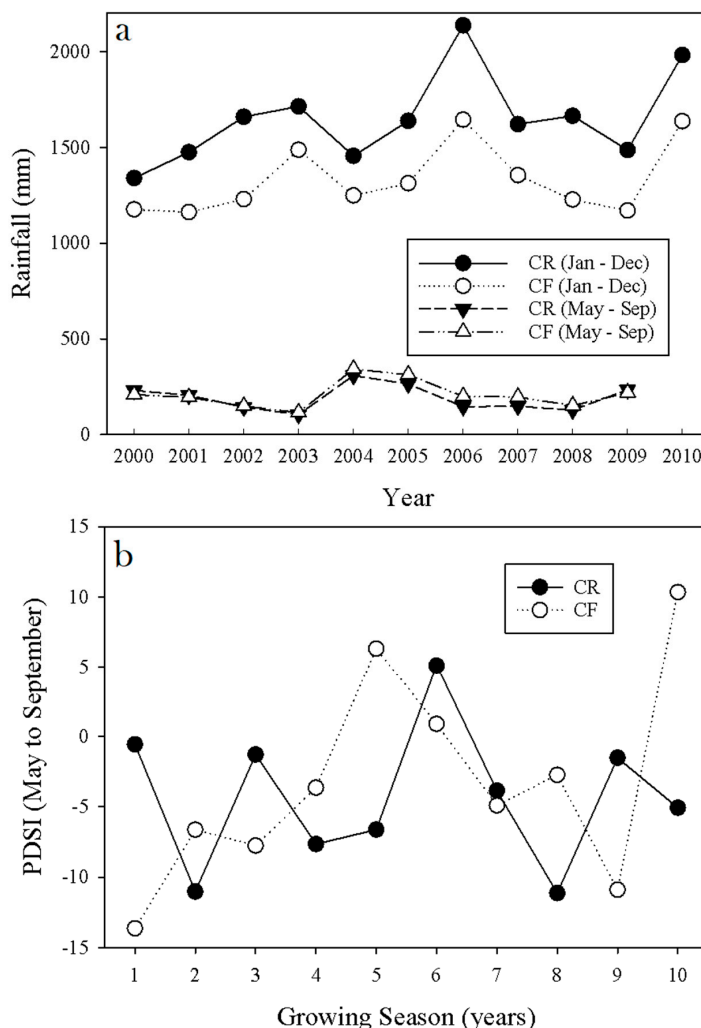 a
2000
1500
1000
500
0
Rainfall (mm)
CR (Jan - Dec)
CF (Jan - Dec)
CR (May - Sep)
CF (May - Sep)
2000 2001 2002 2003 2004 2005 2006 2007 2008 2009 2010
Year
b
15
10
5
0
-5
-10
-15
PDSI (May to September)
CR
CF
1 2 3 4 5 6 7 8 9 10
Growing Season (years)